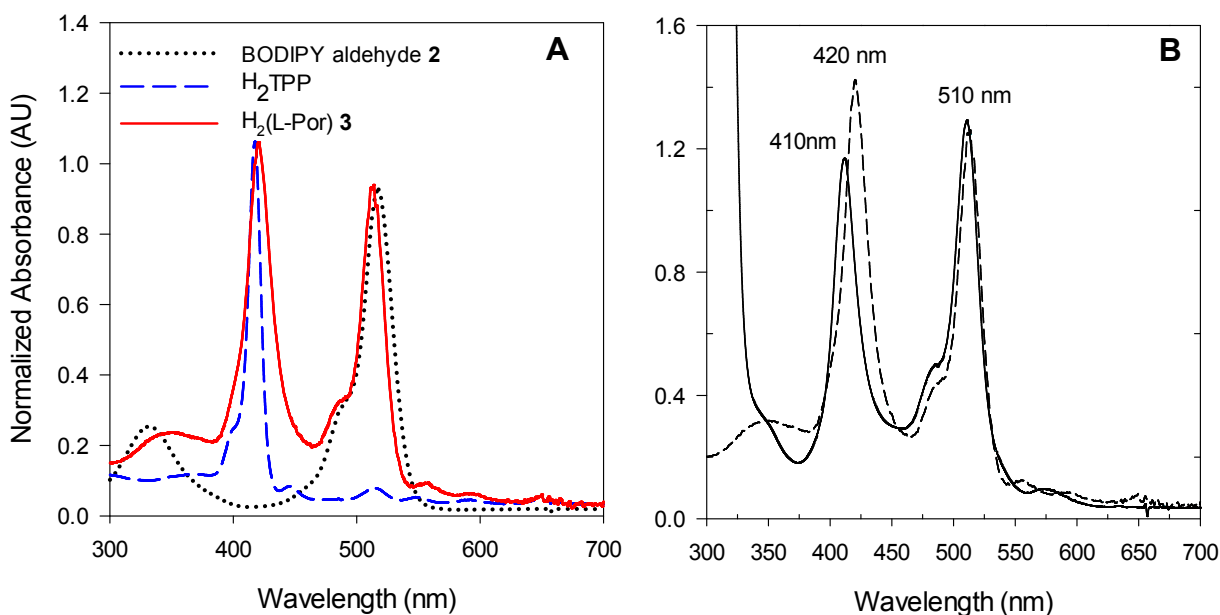 A
BODIPY aldehyde 2
H2TPP
H2(L-Por) 3
Normalized Absorbance (AU)
1.4
1.2
1.0
0.8
0.6
0.4
0.2
0.0
300 400 500 600 700
Wavelength (nm)
B
420 nm
510 nm
410nm
1.6
1.2
0.8
0.4
0.0
300 350 400 450 500 550 600 650 700
Wavelength (nm)